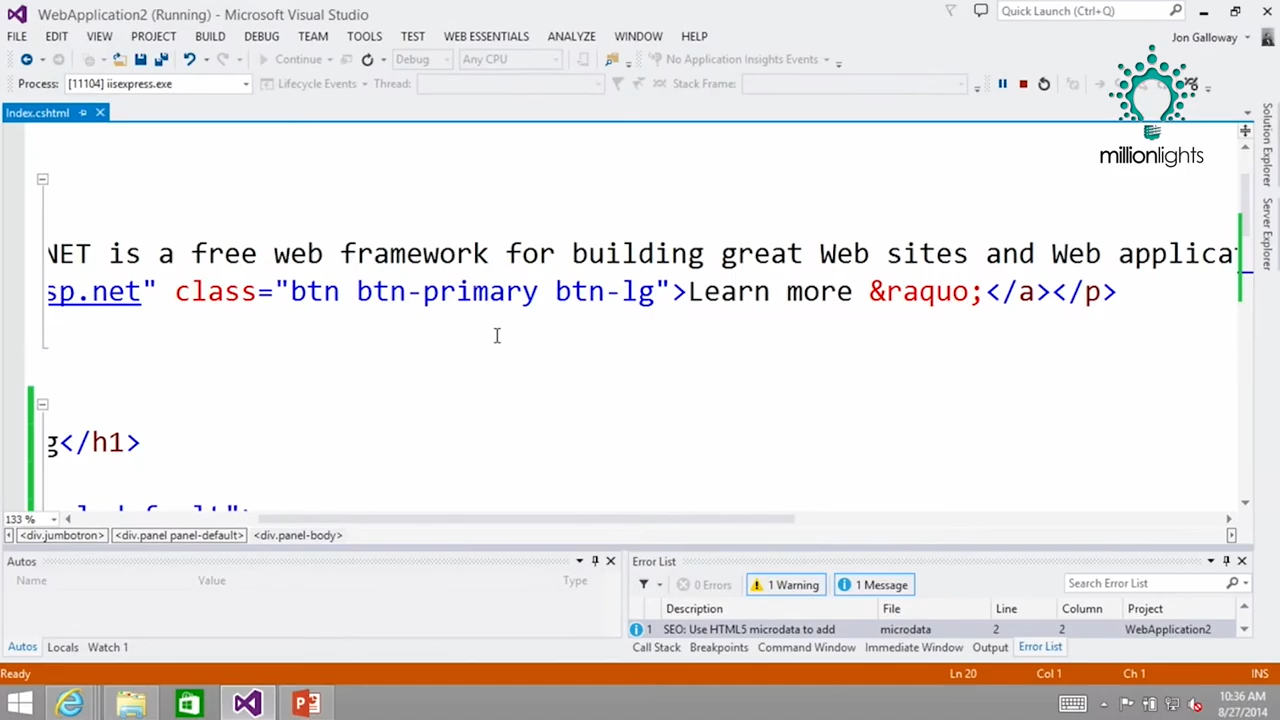 WebApplication2 (Running) - Microsoft Visual Studio
Quick Launch (Ctrl+Q)
FILE EDIT VIEW PROJECT BUILD DEBUG TEAM TOOLS TEST WEB ESSENTIALS ANALYZE WINDOW HELP
Jon Galloway
Continue Debug Any CPU No Application Insights Events
Process: [11104] iisexpress.exe Lifecycle Events Thread: Stack Frame:
Index.cshtml
millionlights
Solution Explorer
Server Explorer
NET is a free web framework for building great Web sites and Web applicat
sp.net" class="btn btn-primary btn-lg">Learn more &raquo;</a></p>
g</h1>
133 %
<div.jumbotron> <div.panel panel-default> <div.panel-body>
Autos
Name Value Type
Error List
0 Errors 1 Warning 1 Message Search Error List
Description File Line Column Project
1 SEO: Use HTML5 microdata to add microdata 2 2 WebApplication2
Autos Locals Watch 1
Call Stack Breakpoints Command Window Immediate Window Output Error List
Ready Ln 20 Col 1 Ch 1 INS
10:36 AM
8/27/2014